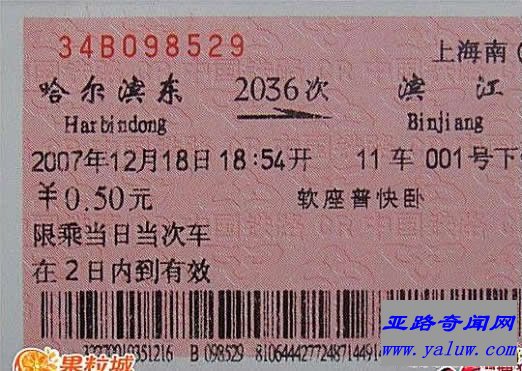 34B098529 上海南
哈尔滨东 2036次 滨江
Harbindong Binjiang
2007年12月18日18:54开 11车 001号下
￥0.50元 软座普快卧
限乘当日当次车
在2日内到有效
B 098529
亚路奇闻网
www.yaluw.com
果粒城